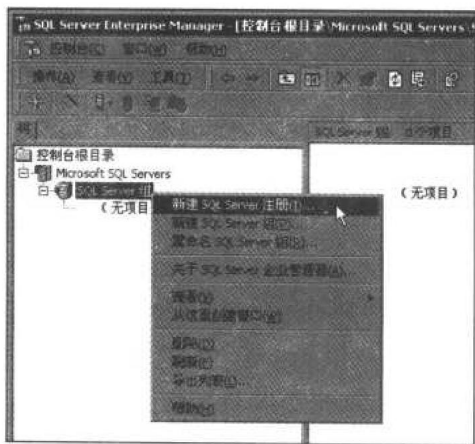 SQL Server Enterprise Manager - [控制台根目录\Microsoft SQL Servers
控制台(C) 窗口(W) 帮助(H)
操作(A) 查看(V) 工具(T)
树
SQL Server 组 0 个项目
控制台根目录
Microsoft SQL Servers
SQL Server 组
(无项目
(无项目)
新建 SQL Server 注册(I)...
新建 SQL Server 组(P)...
重命名 SQL Server 组(R)...
关于 SQL Server 企业管理器(A)...
查看(V)
从这里创建窗口(W)
删除(D)
刷新(F)
导出列表(L)...
帮助(H)